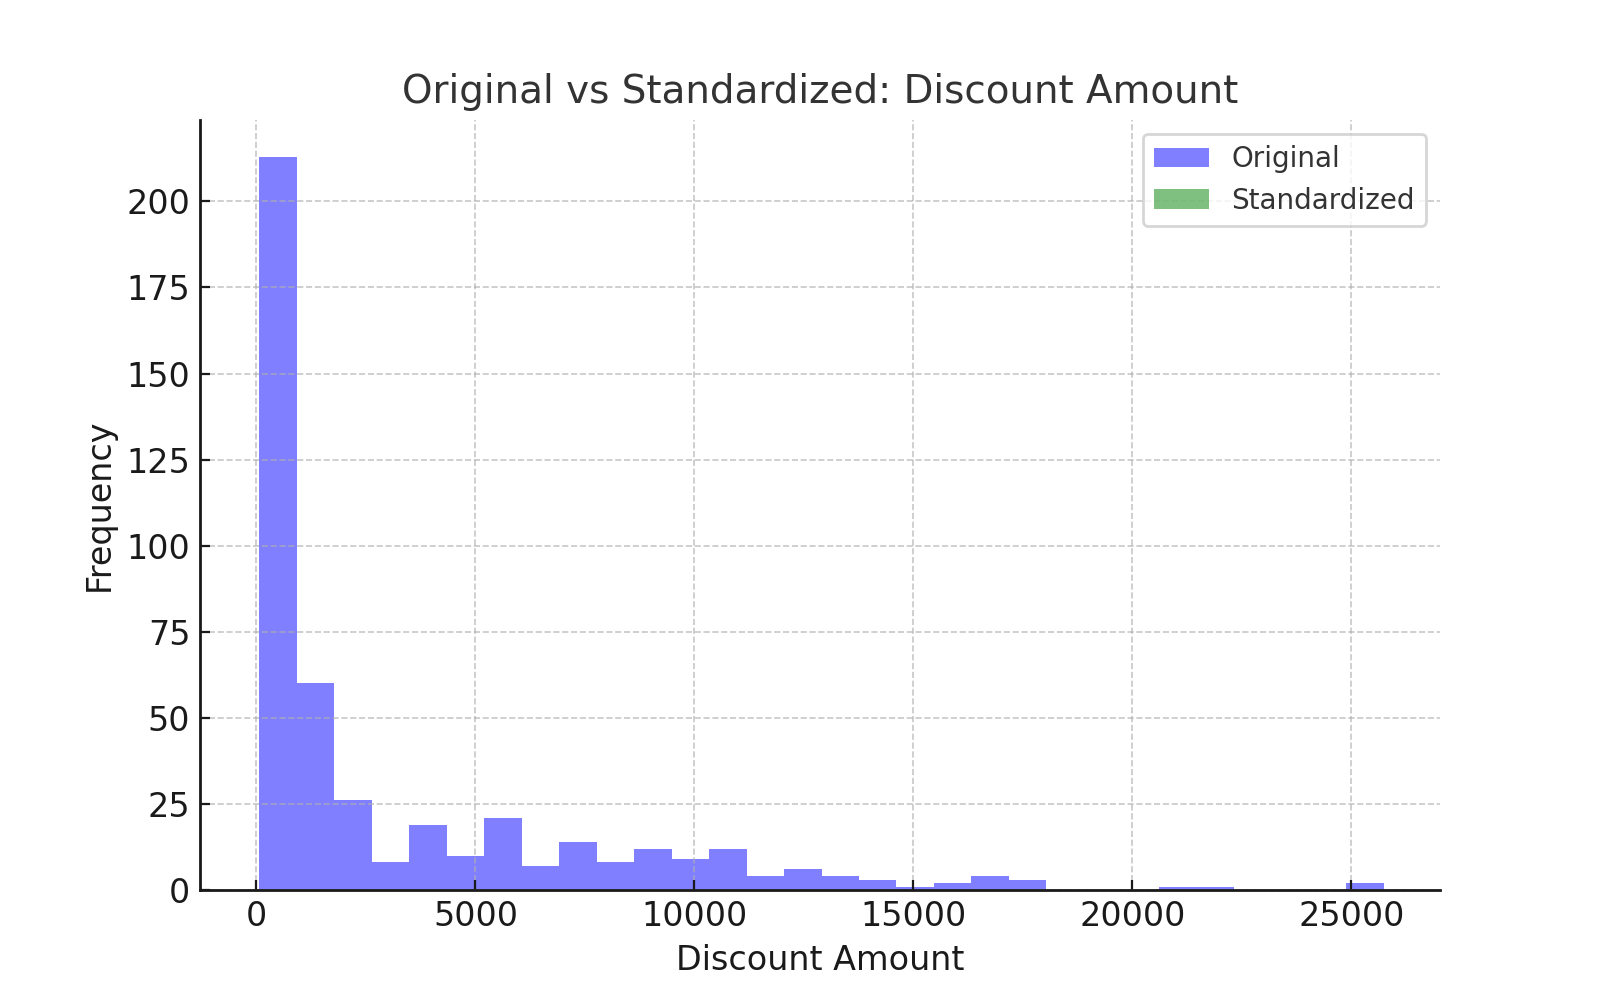 Original vs Standardized: Discount Amount
Original
Standardized
Frequency
200
175
150
125
100
75
50
25
0
0 5000 10000 15000 20000 25000
Discount Amount